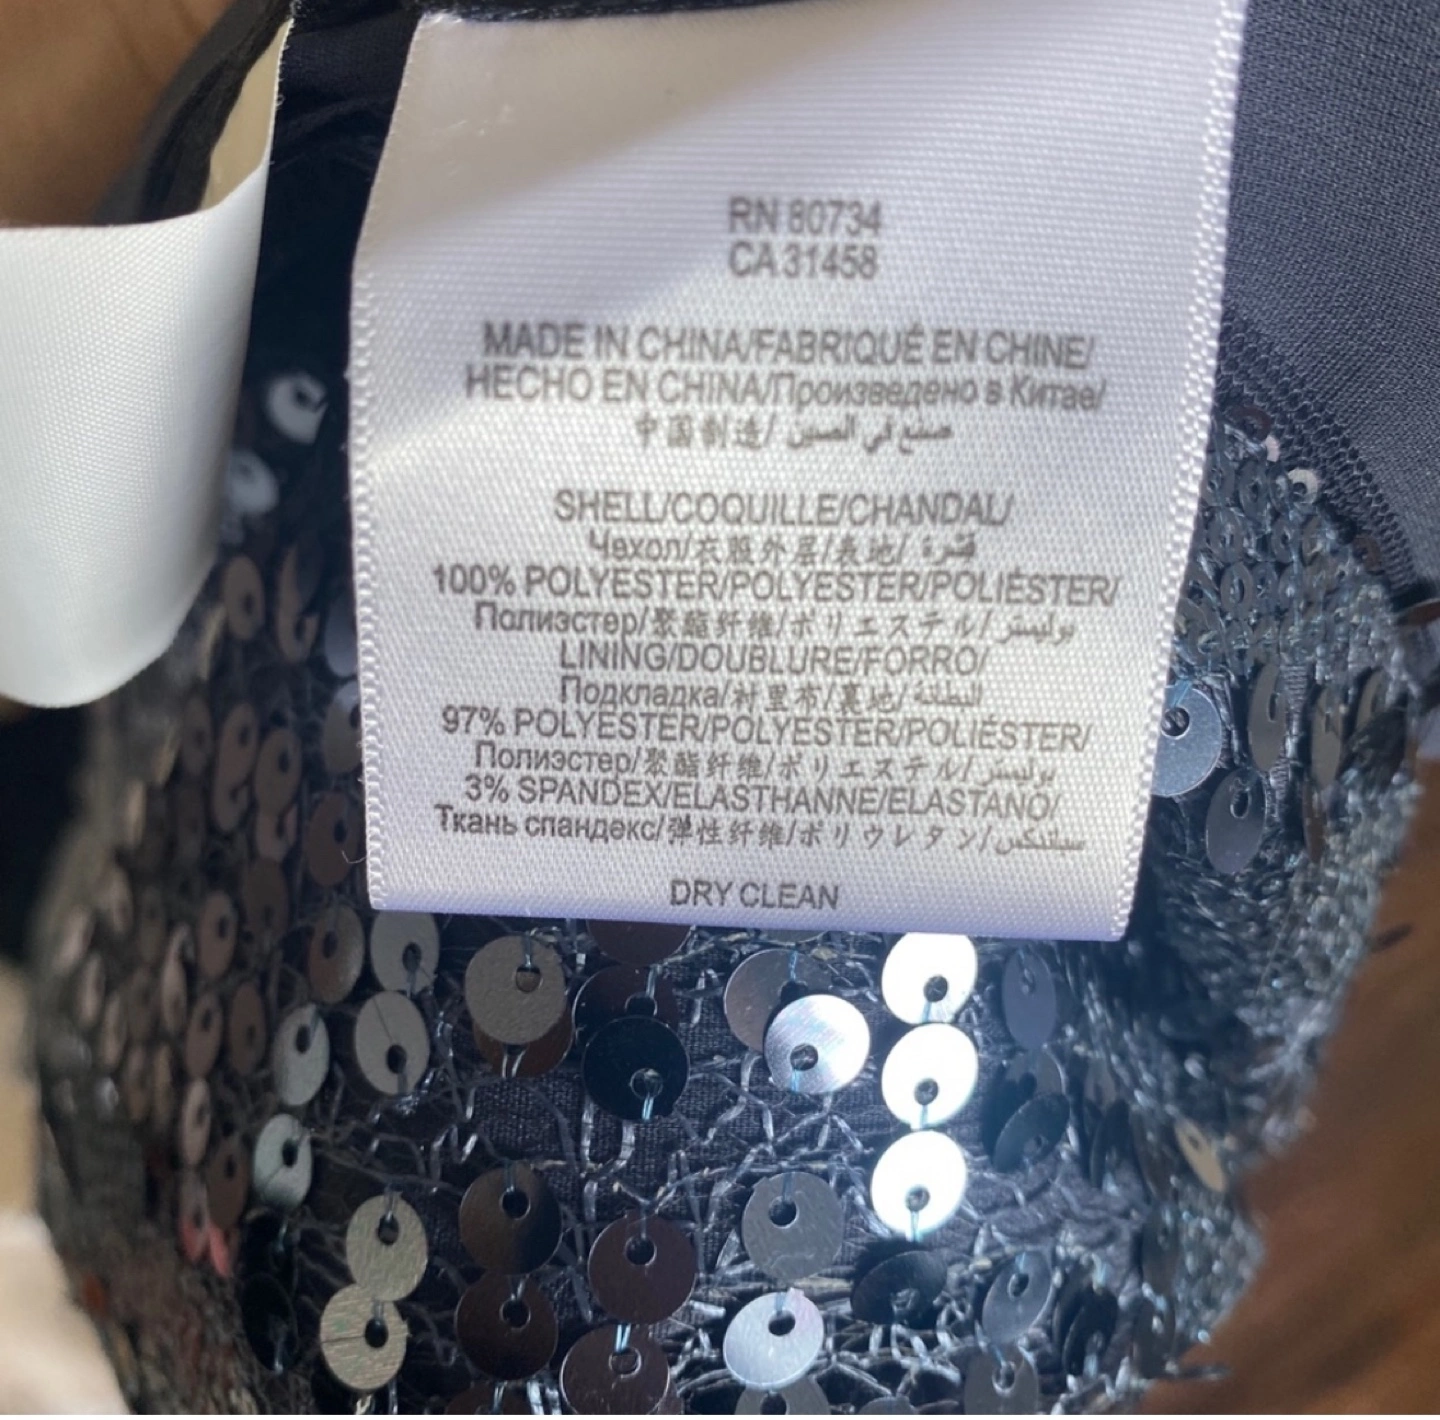 RN 80734
CA 31458
MADE IN CHINA/FABRIQUÉ EN CHINE/
HECHO EN CHINA/Произведено в Китае/
中国制造/ صنع في الصين
SHELL/COQUILLE/CHANDAL/
Чехол/衣服外层/表地/ قشرة
100% POLYESTER/POLYESTER/POLIÉSTER/
Полиэстер/聚酯纤维/ポリエステル/ بوليستر
LINING/DOUBLURE/FORRO/
Подкладка/衬里布/裏地/ البطانة
97% POLYESTER/POLYESTER/POLIÉSTER/
Полиэстер/聚酯纤维/ポリエステル/ بوليستر
3% SPANDEX/ELASTHANNE/ELASTANO/
Ткань спандекс/弹性纤维/ポリウレタン/ سباندكس
DRY CLEAN